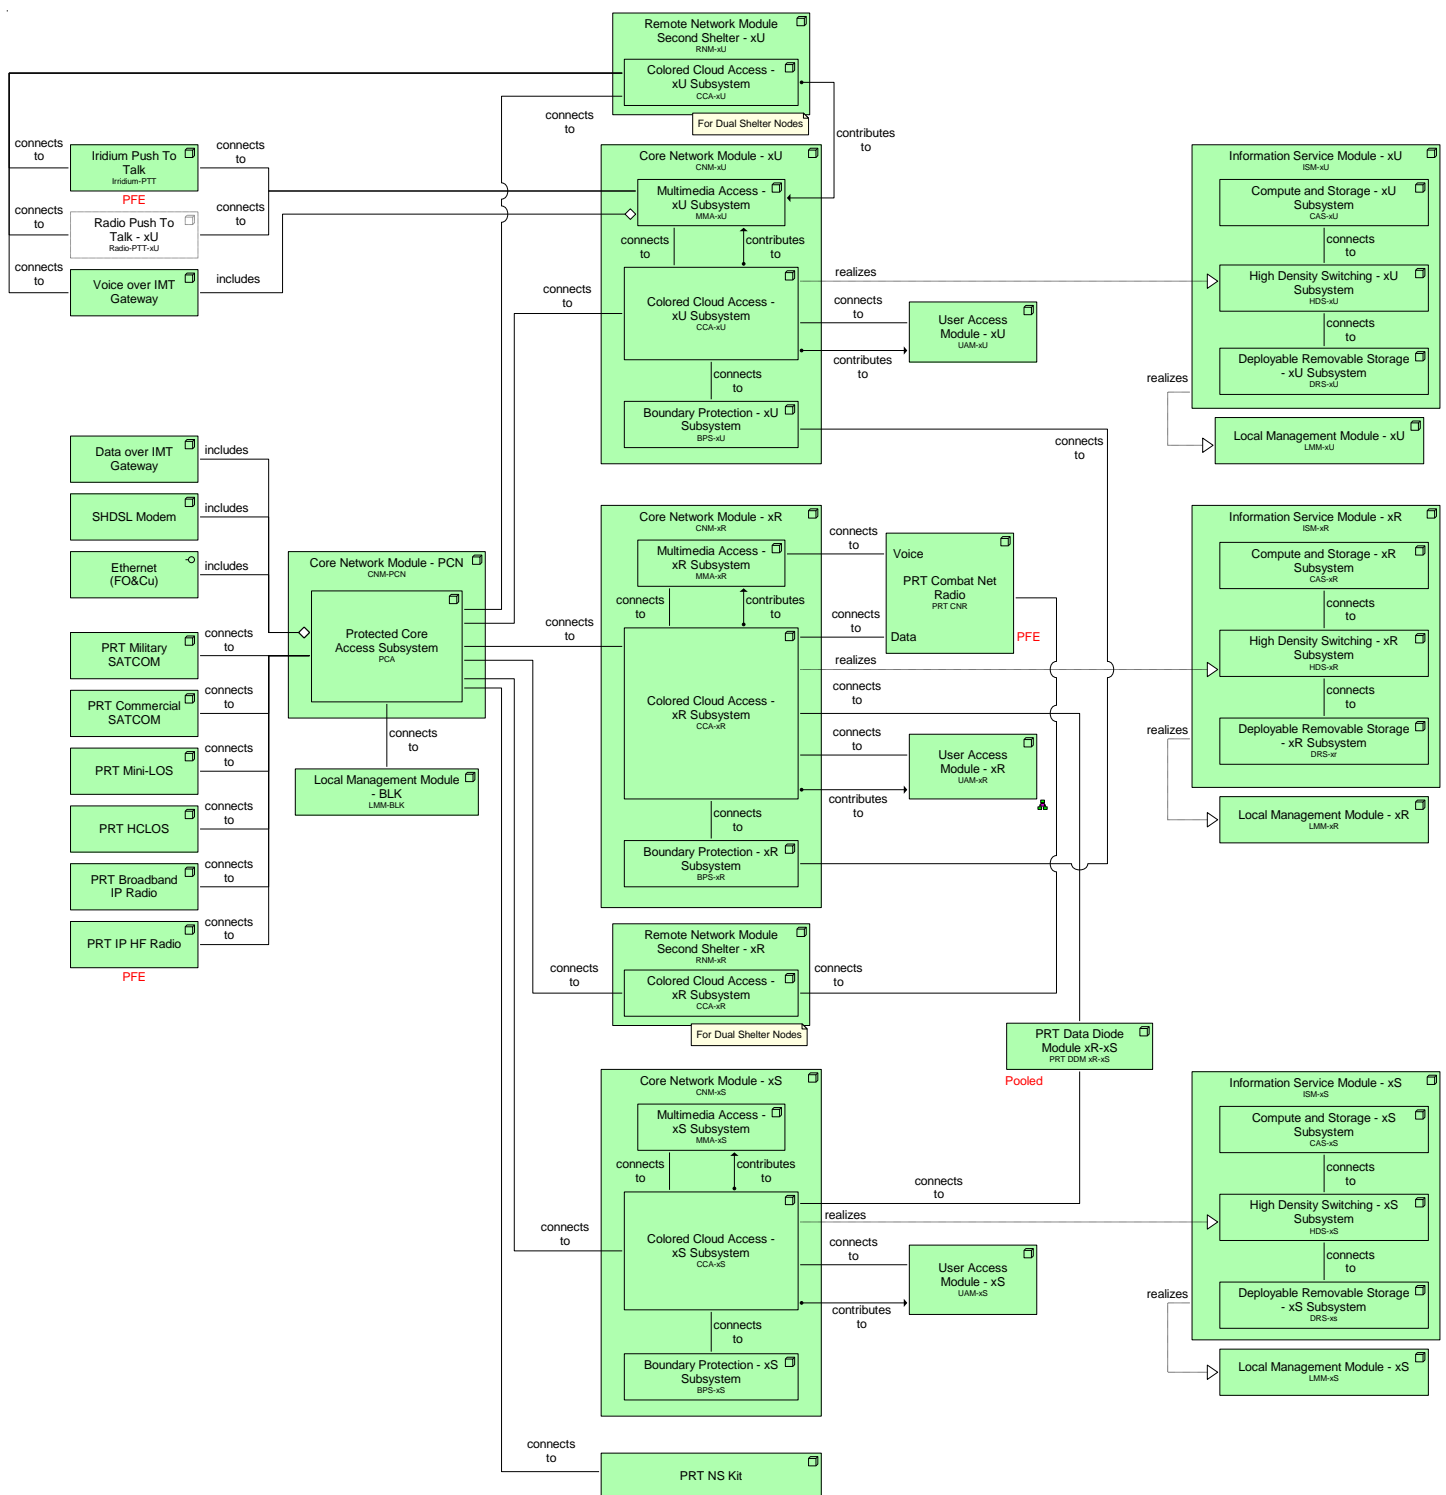 Remote Network Module
Second Shelter - xU
RNM-xU
Colored Cloud Access -
xU Subsystem
CCA-xU
For Dual Shelter Nodes
connects
to
contributes
to
connects
to
Iridium Push To
Talk
Irridium-PTT
PFE
connects
to
connects
to
Radio Push To
Talk - xU
Radio-PTT-xU
connects
to
connects
to
Voice over IMT
Gateway
includes
Core Network Module - xU
CNM-xU
Multimedia Access -
xU Subsystem
MMA-xU
connects
to
contributes
to
Colored Cloud Access -
xU Subsystem
CCA-xU
connects
to
connects
to
Boundary Protection - xU
Subsystem
BPS-xU
realizes
connects
to
contributes
to
User Access
Module - xU
UAM-xU
connects
to
Information Service Module - xU
ISM-xU
Compute and Storage - xU
Subsystem
CAS-xU
connects
to
High Density Switching - xU
Subsystem
HDS-xU
connects
to
Deployable Removable Storage
- xU Subsystem
DRS-xU
realizes
Local Management Module - xU
LMM-xU
Data over IMT
Gateway
includes
SHDSL Modem
includes
Ethernet
(FO&Cu)
includes
PRT Military
SATCOM
connects
to
PRT Commercial
SATCOM
connects
to
PRT Mini-LOS
connects
to
PRT HCLOS
connects
to
PRT Broadband
IP Radio
connects
to
PRT IP HF Radio
connects
to
PFE
Core Network Module - PCN
CNM-PCN
Protected Core
Access Subsystem
PCA
connects
to
Local Management Module
- BLK
LMM-BLK
connects
to
Core Network Module - xR
CNM-xR
Multimedia Access -
xR Subsystem
MMA-xR
connects
to
contributes
to
Colored Cloud Access -
xR Subsystem
CCA-xR
connects
to
Boundary Protection - xR
Subsystem
BPS-xR
connects
to
Voice
PRT Combat Net
Radio
PRT CNR
Data
PFE
connects
to
realizes
connects
to
connects
to
contributes
to
User Access
Module - xR
UAM-xR
Information Service Module - xR
ISM-xR
Compute and Storage - xR
Subsystem
CAS-xR
connects
to
High Density Switching - xR
Subsystem
HDS-xR
connects
to
Deployable Removable Storage
- xR Subsystem
DRS-xr
realizes
Local Management Module - xR
LMM-xR
Remote Network Module
Second Shelter - xR
RNM-xR
Colored Cloud Access -
xR Subsystem
CCA-xR
For Dual Shelter Nodes
connects
to
connects
to
PRT Data Diode
Module xR-xS
PRT DDM xR-xS
Pooled
Core Network Module - xS
CNM-xS
Multimedia Access -
xS Subsystem
MMA-xS
connects
to
contributes
to
Colored Cloud Access -
xS Subsystem
CCA-xS
connects
to
connects
to
Boundary Protection - xS
Subsystem
BPS-xS
connects
to
realizes
connects
to
contributes
to
User Access
Module - xS
UAM-xS
Information Service Module - xS
ISM-xS
Compute and Storage - xS
Subsystem
CAS-xS
connects
to
High Density Switching - xS
Subsystem
HDS-xS
connects
to
Deployable Removable Storage
- xS Subsystem
DRS-xs
realizes
Local Management Module - xS
LMM-xS
connects
to
PRT NS Kit